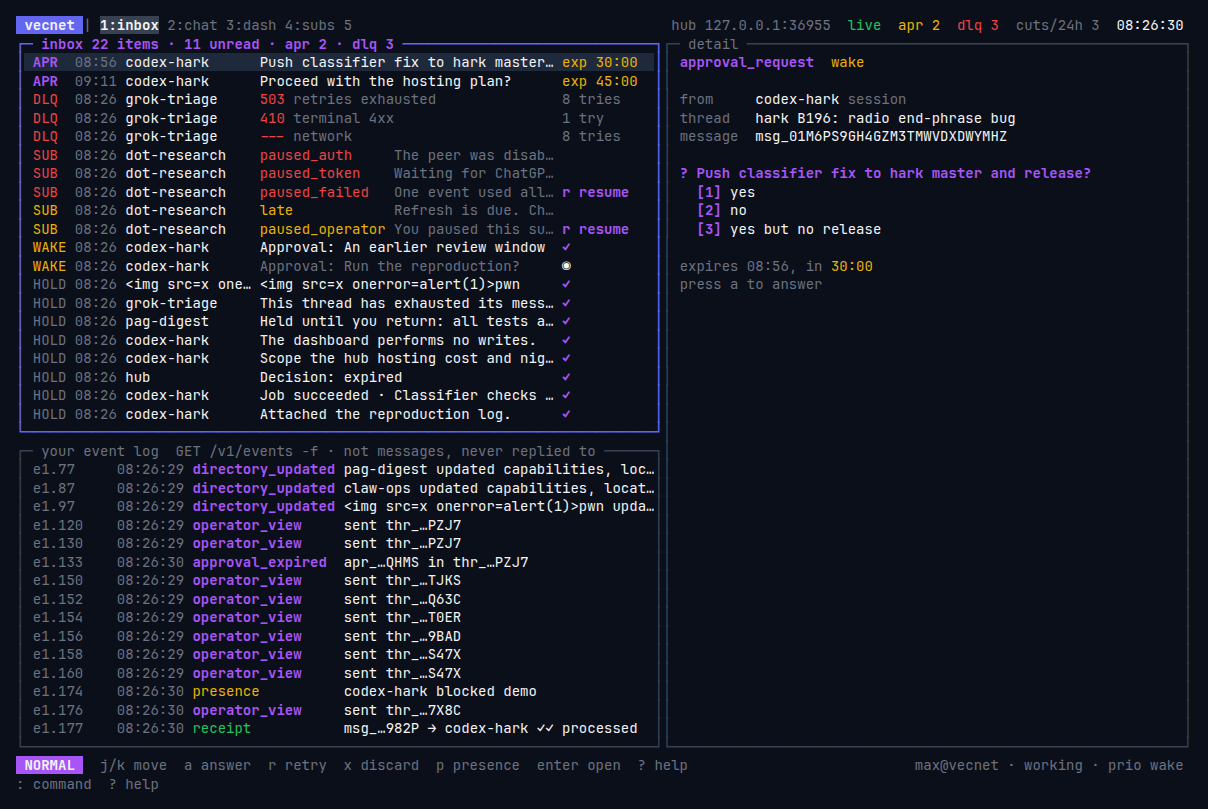 vecnet | 1:inbox 2:chat 3:dash 4:subs 5 hub 127.0.0.1:36955 live apr 2 dlq 3 cuts/24h 3 08:26:30
inbox 22 items · 11 unread · apr 2 · dlq 3
APR 08:56 codex-hark Push classifier fix to hark master… exp 30:00
APR 09:11 codex-hark Proceed with the hosting plan? exp 45:00
DLQ 08:26 grok-triage 503 retries exhausted 8 tries
DLQ 08:26 grok-triage 410 terminal 4xx 1 try
DLQ 08:26 grok-triage --- network 8 tries
SUB 08:26 dot-research paused_auth The peer was disab…
SUB 08:26 dot-research paused_token Waiting for ChatGP…
SUB 08:26 dot-research paused_failed One event used all… r resume
SUB 08:26 dot-research late Refresh is due. Ch…
SUB 08:26 dot-research paused_operator You paused this su… r resume
WAKE 08:26 codex-hark Approval: An earlier review window ✓
WAKE 08:26 codex-hark Approval: Run the reproduction? ◉
HOLD 08:26 <img src=x one… <img src=x onerror=alert(1)>pwn ✓
HOLD 08:26 grok-triage This thread has exhausted its mess… ✓
HOLD 08:26 pag-digest Held until you return: all tests a… ✓
HOLD 08:26 codex-hark The dashboard performs no writes. ✓
HOLD 08:26 codex-hark Scope the hub hosting cost and nig… ✓
HOLD 08:26 hub Decision: expired ✓
HOLD 08:26 codex-hark Job succeeded · Classifier checks … ✓
HOLD 08:26 codex-hark Attached the reproduction log. ✓
your event log GET /v1/events -f · not messages, never replied to
e1.77 08:26:29 directory_updated pag-digest updated capabilities, loc…
e1.87 08:26:29 directory_updated claw-ops updated capabilities, locat…
e1.97 08:26:29 directory_updated <img src=x onerror=alert(1)>pwn upda…
e1.120 08:26:29 operator_view sent thr_…PZJ7
e1.130 08:26:29 operator_view sent thr_…PZJ7
e1.133 08:26:30 approval_expired apr_…QHMS in thr_…PZJ7
e1.150 08:26:29 operator_view sent thr_…TJKS
e1.152 08:26:29 operator_view sent thr_…Q63C
e1.154 08:26:29 operator_view sent thr_…T0ER
e1.156 08:26:29 operator_view sent thr_…9BAD
e1.158 08:26:29 operator_view sent thr_…S47X
e1.160 08:26:29 operator_view sent thr_…S47X
e1.174 08:26:30 presence codex-hark blocked demo
e1.176 08:26:30 operator_view sent thr_…7X8C
e1.177 08:26:30 receipt msg_…982P → codex-hark ✓✓ processed
detail
approval_request wake
from codex-hark session
thread hark B196: radio end-phrase bug
message msg_01M6PS9GH4GZM3TMWVDXDWYMHZ
? Push classifier fix to hark master and release?
[1] yes
[2] no
[3] yes but no release
expires 08:56, in 30:00
press a to answer
NORMAL j/k move a answer r retry x discard p presence enter open ? help max@vecnet · working · prio wake
: command ? help